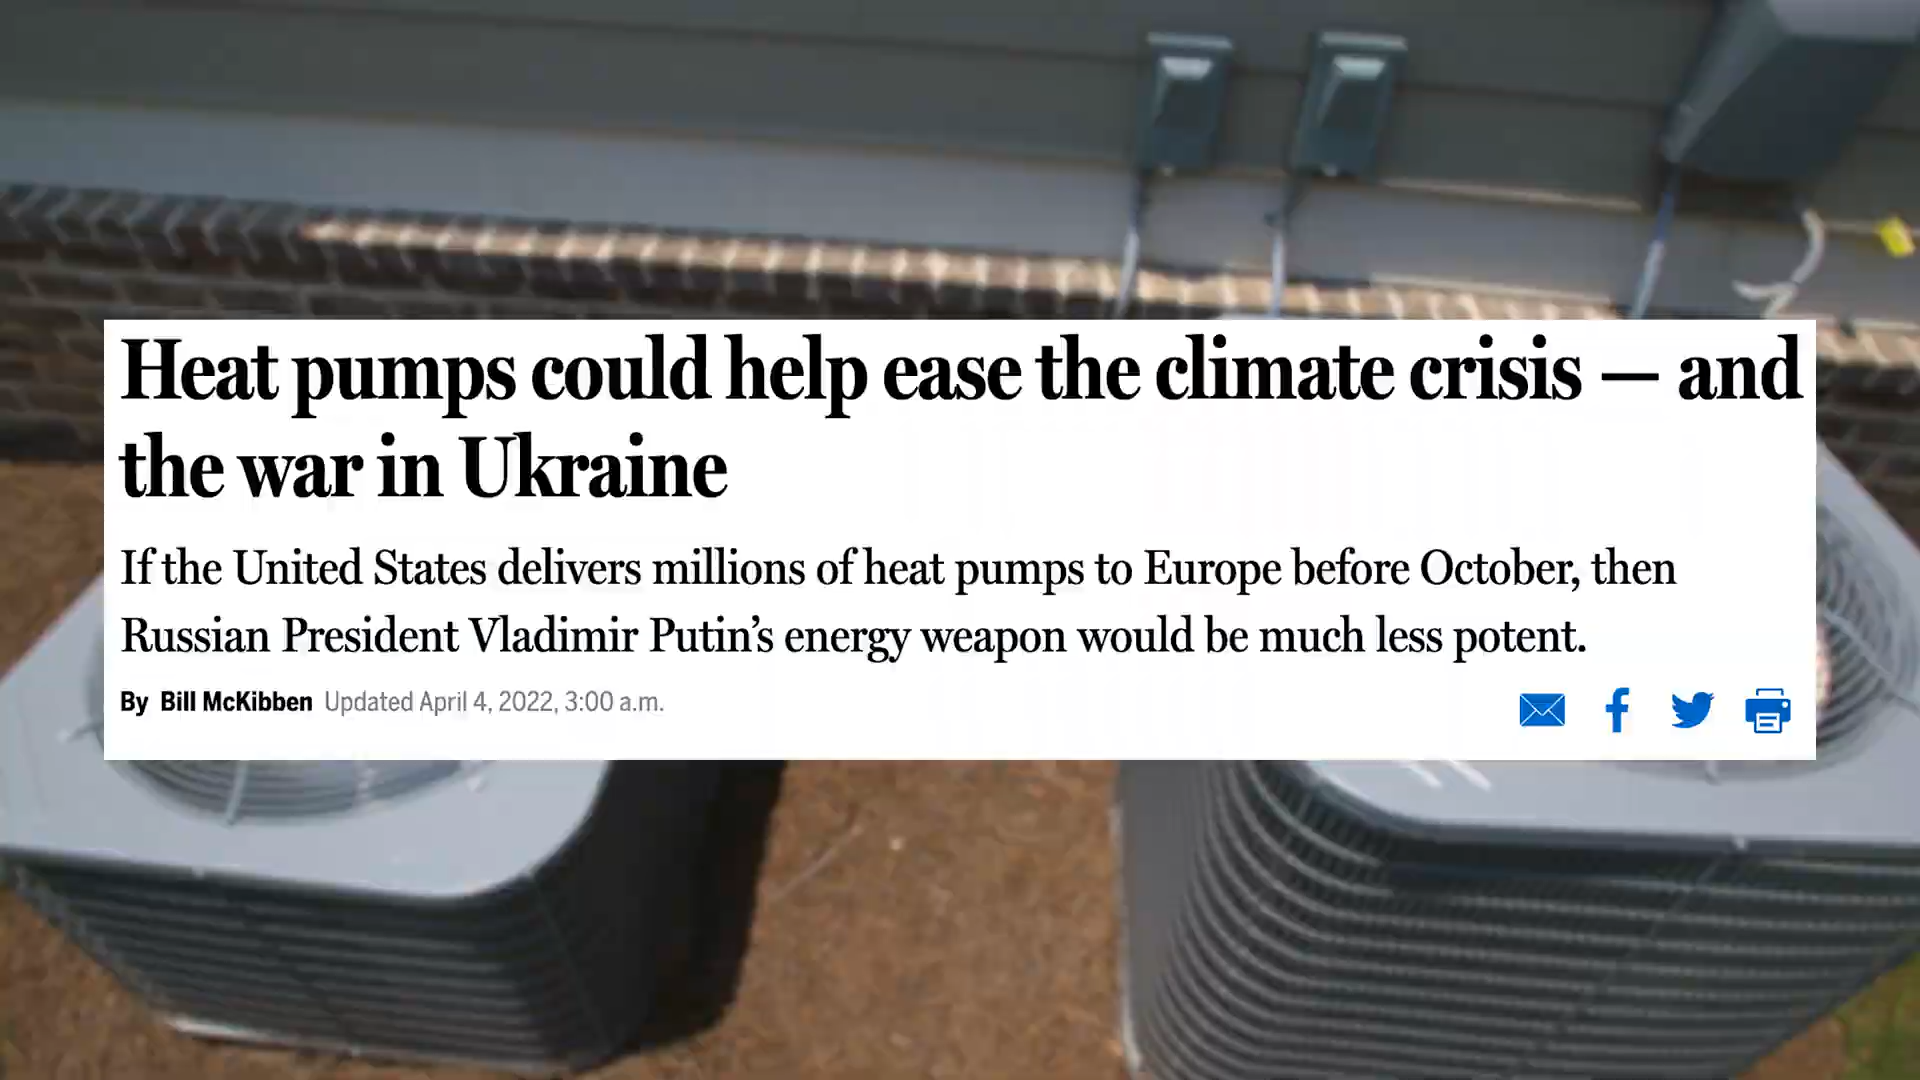 Heat pumps could help ease the climate crisis — and
the war in Ukraine
If the United States delivers millions of heat pumps to Europe before October, then
Russian President Vladimir Putin’s energy weapon would be much less potent.
By Bill McKibben Updated April 4, 2022, 3:00 a.m.